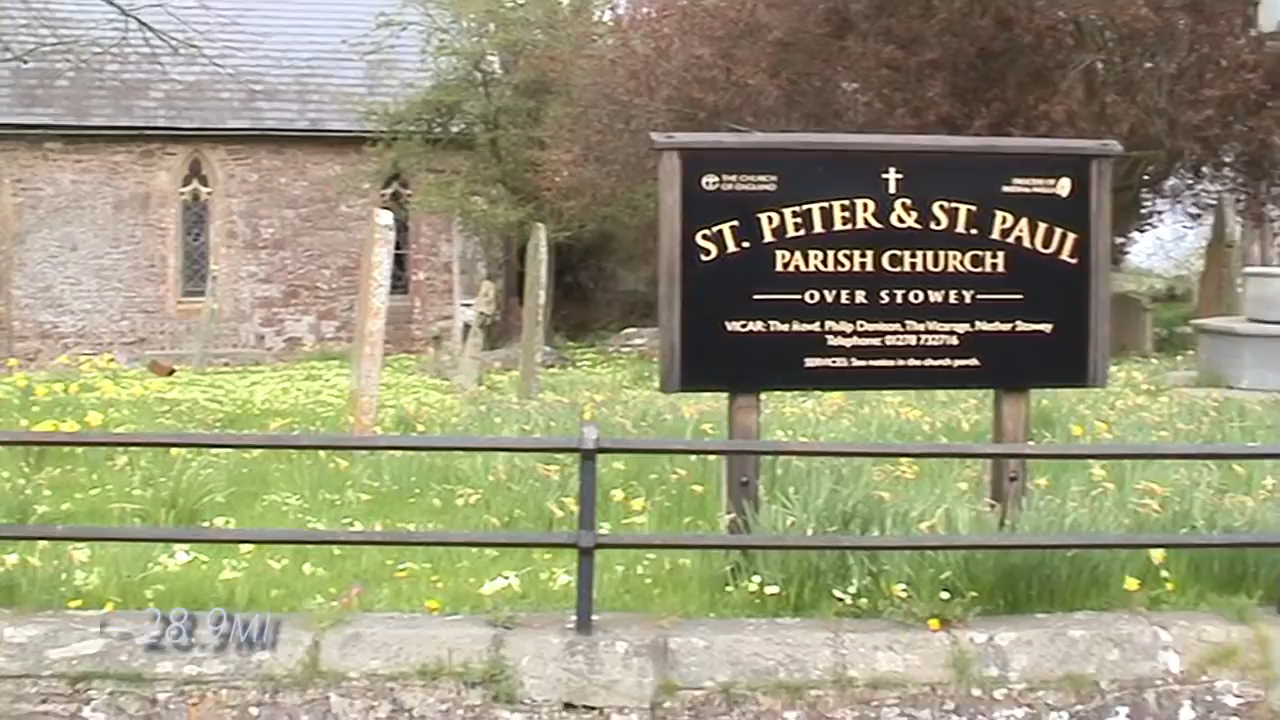 THE CHURCH
OF ENGLAND
ST. PETER & ST. PAUL
PARISH CHURCH
OVER STOWEY
VICAR: The Revd. Philip Denison, The Vicarage, Nether Stowey
Telephone: 01278 732716
SERVICES: See notice in the church porch
28.9MI